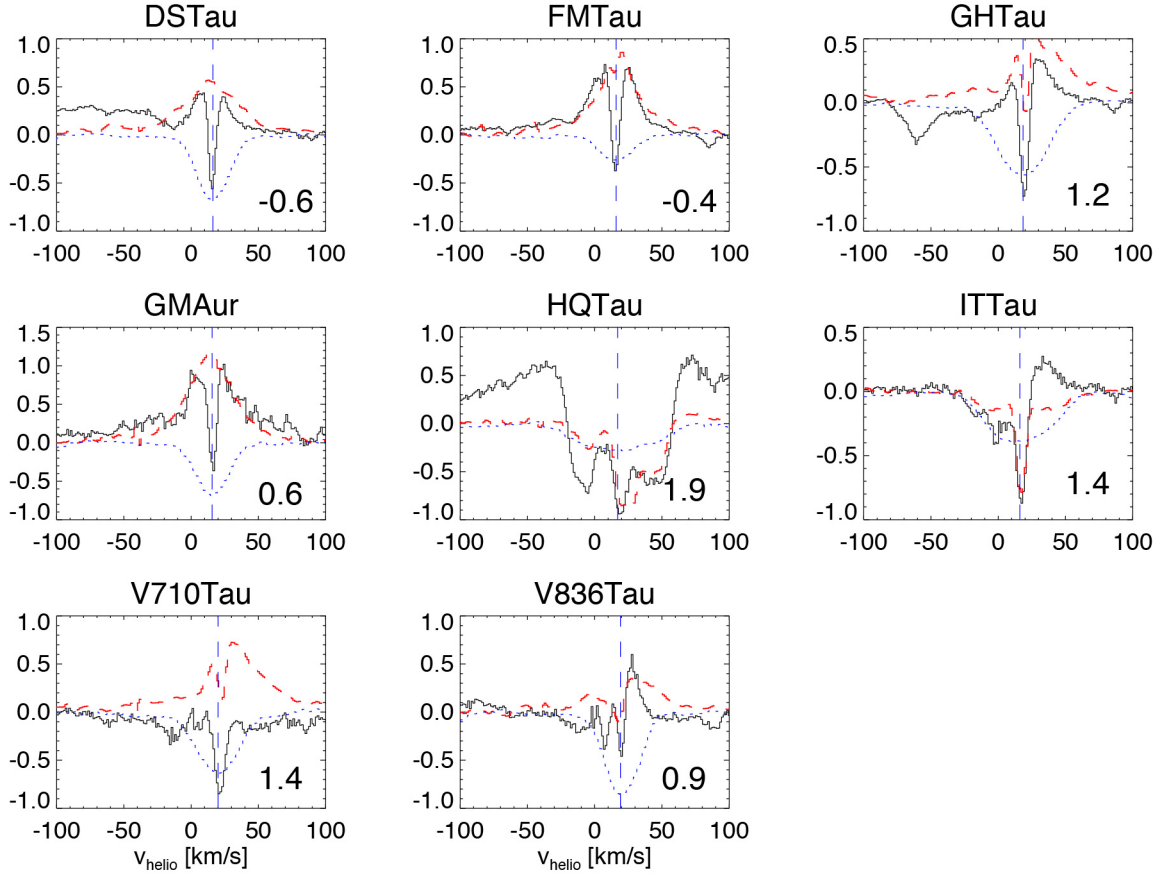 DSTau FMTau GHTau
1.0 0.5 0.0 -0.5 -1.0 -0.6 -100 -50 0 50 100
1.0 0.5 0.0 -0.5 -1.0 -0.4 -100 -50 0 50 100
0.5 0.0 -0.5 -1.0 1.2 -100 -50 0 50 100
GMAur HQTau ITTau
1.5 1.0 0.5 0.0 -0.5 -1.0 0.6 -100 -50 0 50 100
1.0 0.5 0.0 -0.5 -1.0 1.9 -100 -50 0 50 100
0.5 0.0 -0.5 -1.0 1.4 -100 -50 0 50 100
V710Tau V836Tau
1.0 0.5 0.0 -0.5 -1.0 1.4 -100 -50 0 50 100
v_helio [km/s]
1.0 0.5 0.0 -0.5 -1.0 0.9 -100 -50 0 50 100
v_helio [km/s]